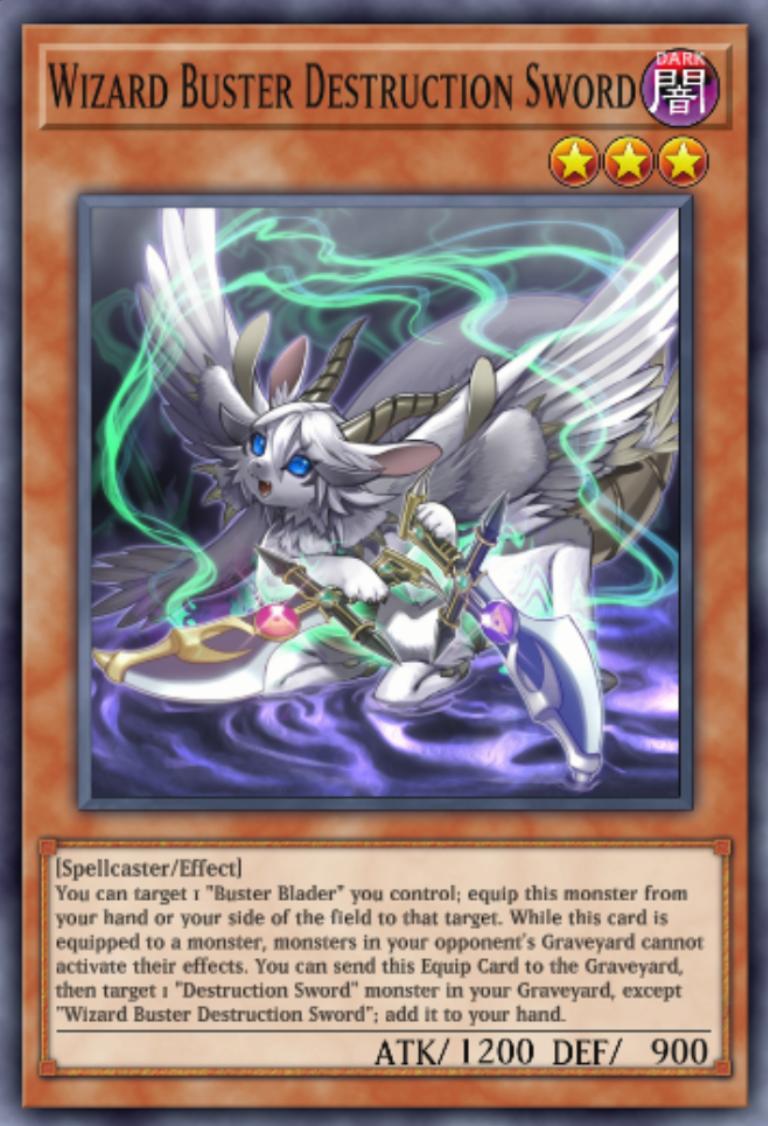 WIZARD BUSTER DESTRUCTION SWORD
DARK
闇
[Spellcaster/Effect]
You can target 1 "Buster Blader" you control; equip this monster from
your hand or your side of the field to that target. While this card is
equipped to a monster, monsters in your opponent's Graveyard cannot
activate their effects. You can send this Equip Card to the Graveyard,
then target 1 "Destruction Sword" monster in your Graveyard, except
"Wizard Buster Destruction Sword"; add it to your hand.
ATK/ 1200 DEF/ 900